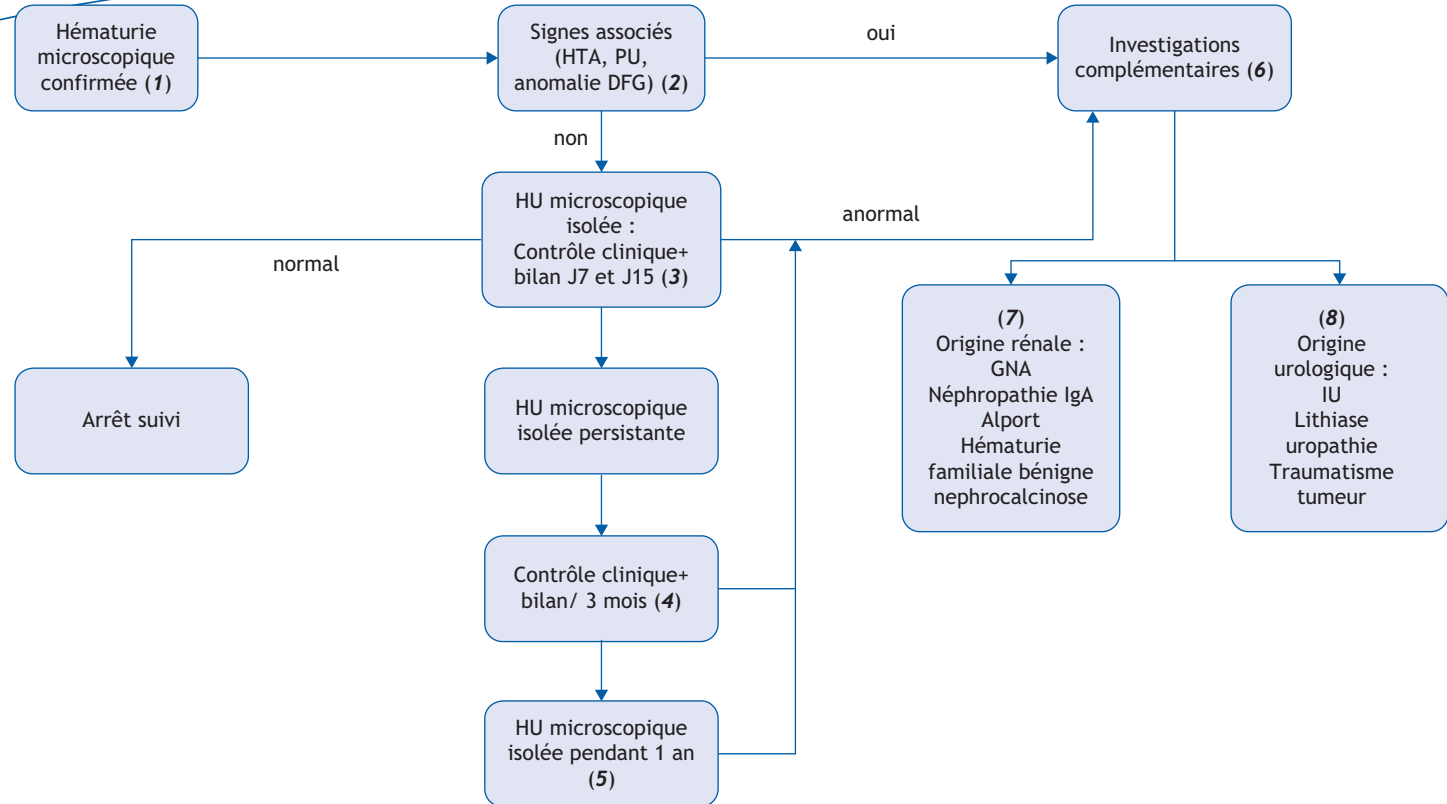 Hématurie
microscopique
confirmée (1)
Signes associés
(HTA, PU,
anomalie DFG) (2)
oui
Investigations
complémentaires (6)
non
HU microscopique
isolée :
Contrôle clinique+
bilan J7 et J15 (3)
anormal
normal
Arrêt suivi
HU microscopique
isolée persistante
Contrôle clinique+
bilan/ 3 mois (4)
HU microscopique
isolée pendant 1 an
(5)
(7)
Origine rénale :
GNA
Néphropathie IgA
Alport
Hématurie
familiale bénigne
nephrocalcinose
(8)
Origine
urologique :
IU
Lithiase
uropathie
Traumatisme
tumeur